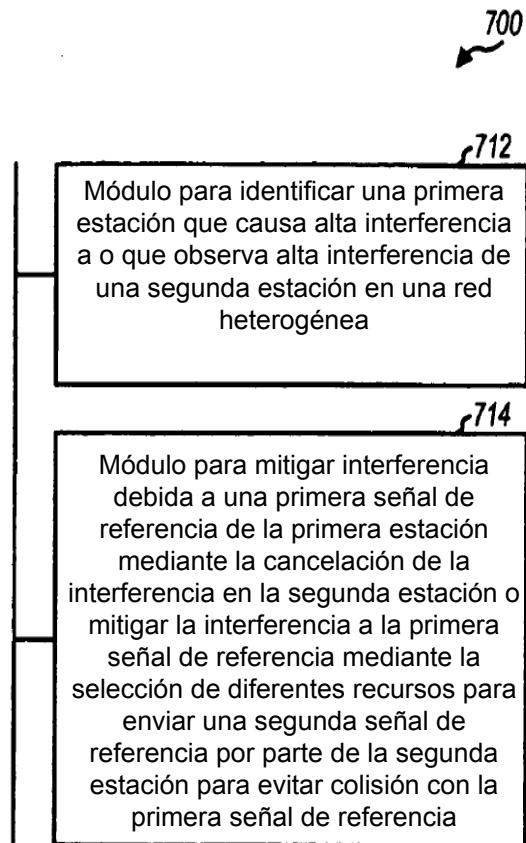 700
712
Módulo para identificar una primera
estación que causa alta interferencia
a o que observa alta interferencia de
una segunda estación en una red
heterogénea
714
Módulo para mitigar interferencia
debida a una primera señal de
referencia de la primera estación
mediante la cancelación de la
interferencia en la segunda estación o
mitigar la interferencia a la primera
señal de referencia mediante la
selección de diferentes recursos para
enviar una segunda señal de
referencia por parte de la segunda
estación para evitar colisión con la
primera señal de referencia